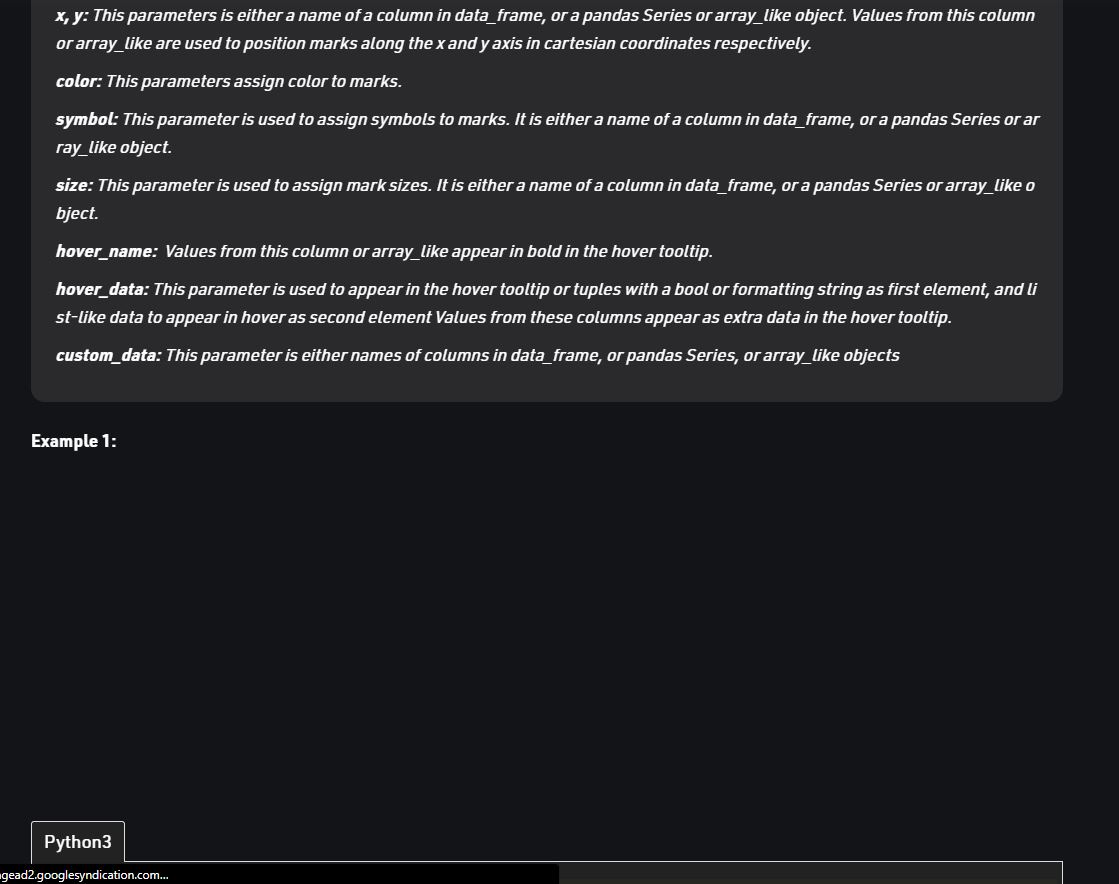 x, y: This parameters is either a name of a column in data_frame, or a pandas Series or array_like object. Values from this column
or array_like are used to position marks along the x and y axis in cartesian coordinates respectively.
color: This parameters assign color to marks.
symbol: This parameter is used to assign symbols to marks. It is either a name of a column in data_frame, or a pandas Series or ar
ray_like object.
size: This parameter is used to assign mark sizes. It is either a name of a column in data_frame, or a pandas Series or array_like o
bject.
hover_name: Values from this column or array_like appear in bold in the hover tooltip.
hover_data: This parameter is used to appear in the hover tooltip or tuples with a bool or formatting string as first element, and li
st-like data to appear in hover as second element Values from these columns appear as extra data in the hover tooltip.
custom_data: This parameter is either names of columns in data_frame, or pandas Series, or array_like objects
Example 1:
Python3
gead2.googlesyndication.com...